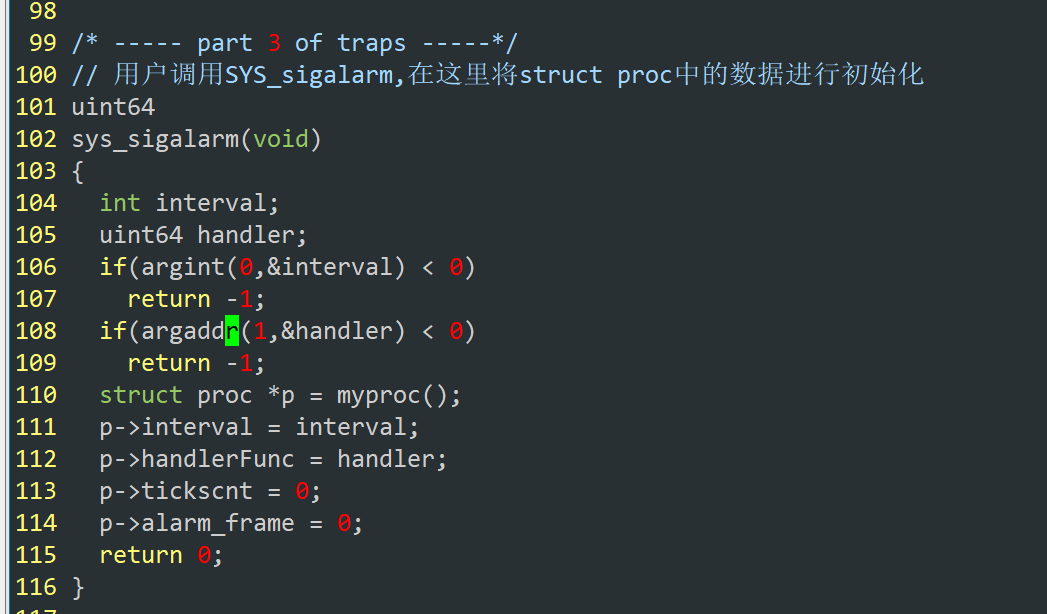 98
99 /* ----- part 3 of traps -----*/
100 // 用户调用SYS_sigalarm,在这里将struct proc中的数据进行初始化
101 uint64
102 sys_sigalarm(void)
103 {
104   int interval;
105   uint64 handler;
106   if(argint(0,&interval) < 0)
107     return -1;
108   if(argaddr(1,&handler) < 0)
109     return -1;
110   struct proc *p = myproc();
111   p->interval = interval;
112   p->handlerFunc = handler;
113   p->tickscnt = 0;
114   p->alarm_frame = 0;
115   return 0;
116 }